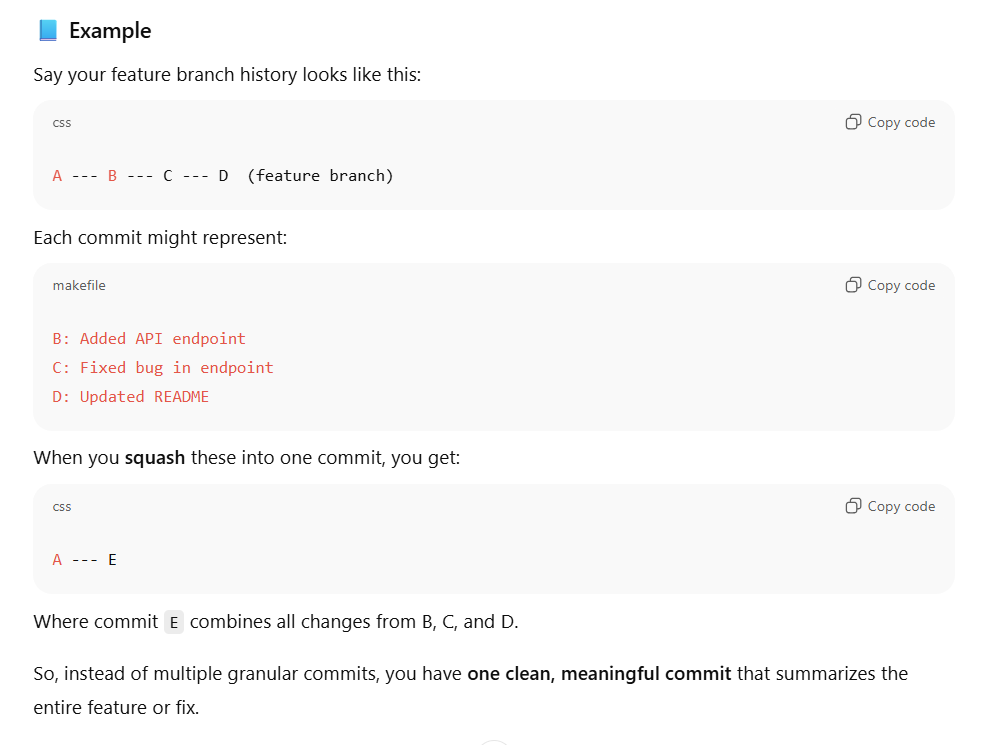 Example
Say your feature branch history looks like this:
css
Copy code
A --- B --- C --- D  (feature branch)
Each commit might represent:
makefile
Copy code
B: Added API endpoint
C: Fixed bug in endpoint
D: Updated README
When you squash these into one commit, you get:
css
Copy code
A --- E
Where commit E combines all changes from B, C, and D.
So, instead of multiple granular commits, you have one clean, meaningful commit that summarizes the
entire feature or fix.